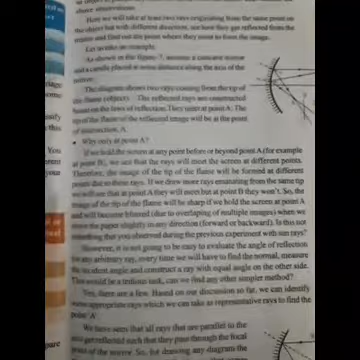 above observations.
Here we will take at least two rays originating from the same point on
the object but with different direction, see how they get reflected from the
mirror and find out the point where they meet to form the image.
Let us take an example.
As shown in the figure-7, assume a concave mirror
and a candle placed at some distance along the axis of the
mirror.
The diagram shows two rays coming from the tip of
the flame (object). The reflected rays are constructed
based on the laws of reflection. They meet at point A. The
tip of the flame of the reflected image will be at the point
of intersection, A.
• Why only at point A?
If we hold the screen at any point before or beyond point A (for example
at point B), we see that the rays will meet the screen at different points.
Therefore, the image of the tip of the flame will be formed at different
points due to these rays. If we draw more rays emanating from the same tip
we will see that at point A they will meet but at point B they won't. So, the
image of the tip of the flame will be sharp if we hold the screen at point A
and will become blurred (due to overlaping of multiple images) when we
move the paper slightly in any direction (forward or backward). Is this not
something that you observed during the previous experiment with sun rays?
However, it is not going to be easy to evaluate the angle of reflection
for any arbitrary ray, every time we will have to find the normal, measure
the incident angle and construct a ray with equal angle on the other side.
This would be a tedious task, can we find any other simpler method?
Yes, there are a few. Based on our discussion so far, we can identify
some appropriate rays which we can take as representative rays to find the
point 'A'.
We have seen that all rays that are parallel to the
axis get reflected such that they pass through the focal
point of the mirror. So, for drawing any diagram the